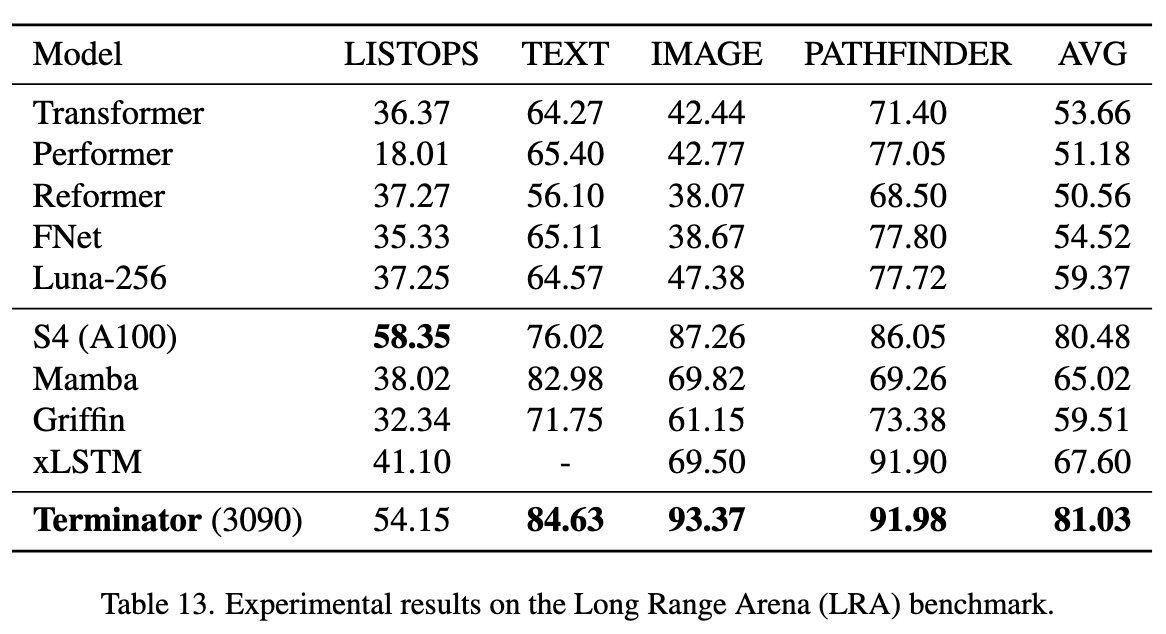 Model LISTOPS TEXT IMAGE PATHFINDER AVG
Transformer 36.37 64.27 42.44 71.40 53.66
Performer 18.01 65.40 42.77 77.05 51.18
Reformer 37.27 56.10 38.07 68.50 50.56
FNet 35.33 65.11 38.67 77.80 54.52
Luna-256 37.25 64.57 47.38 77.72 59.37
S4 (A100) 58.35 76.02 87.26 86.05 80.48
Mamba 38.02 82.98 69.82 69.26 65.02
Griffin 32.34 71.75 61.15 73.38 59.51
xLSTM 41.10 - 69.50 91.90 67.60
Terminator (3090) 54.15 84.63 93.37 91.98 81.03
Table 13. Experimental results on the Long Range Arena (LRA) benchmark.